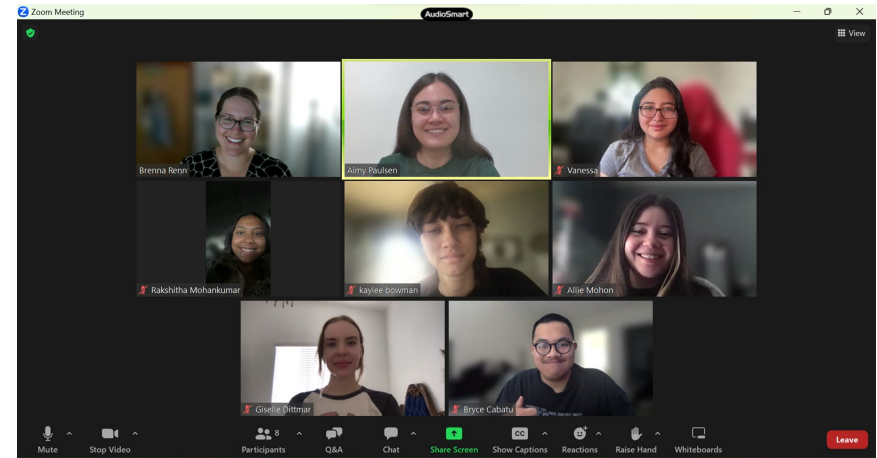 Zoom Meeting
AudioSmart
View
Brenna Renn
Aimy Paulsen
Vanessa
Rakshitha Mohankumar
kaylee bowman
Allie Mohon
Giselle Dittmar
Bryce Cabatu
8
CC
Mute Stop Video Participants Q&A Chat Share Screen Show Captions Reactions Raise Hand Whiteboards
Leave